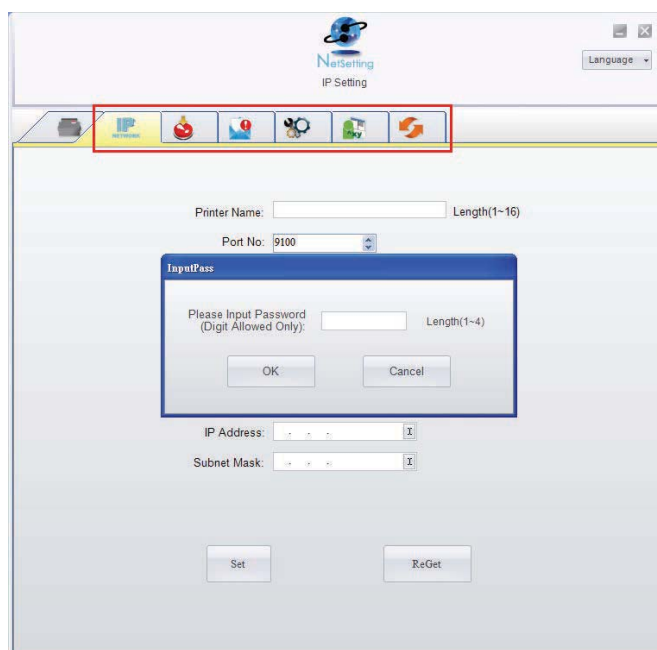 NetSetting
Language
IP Setting
IP
NETWORK
Printer Name:
Length(1~16)
Port No: 9100
InputPass
Please Input Password
(Digit Allowed Only):
Length(1~4)
OK
Cancel
IP Address:
Subnet Mask:
Set
ReGet